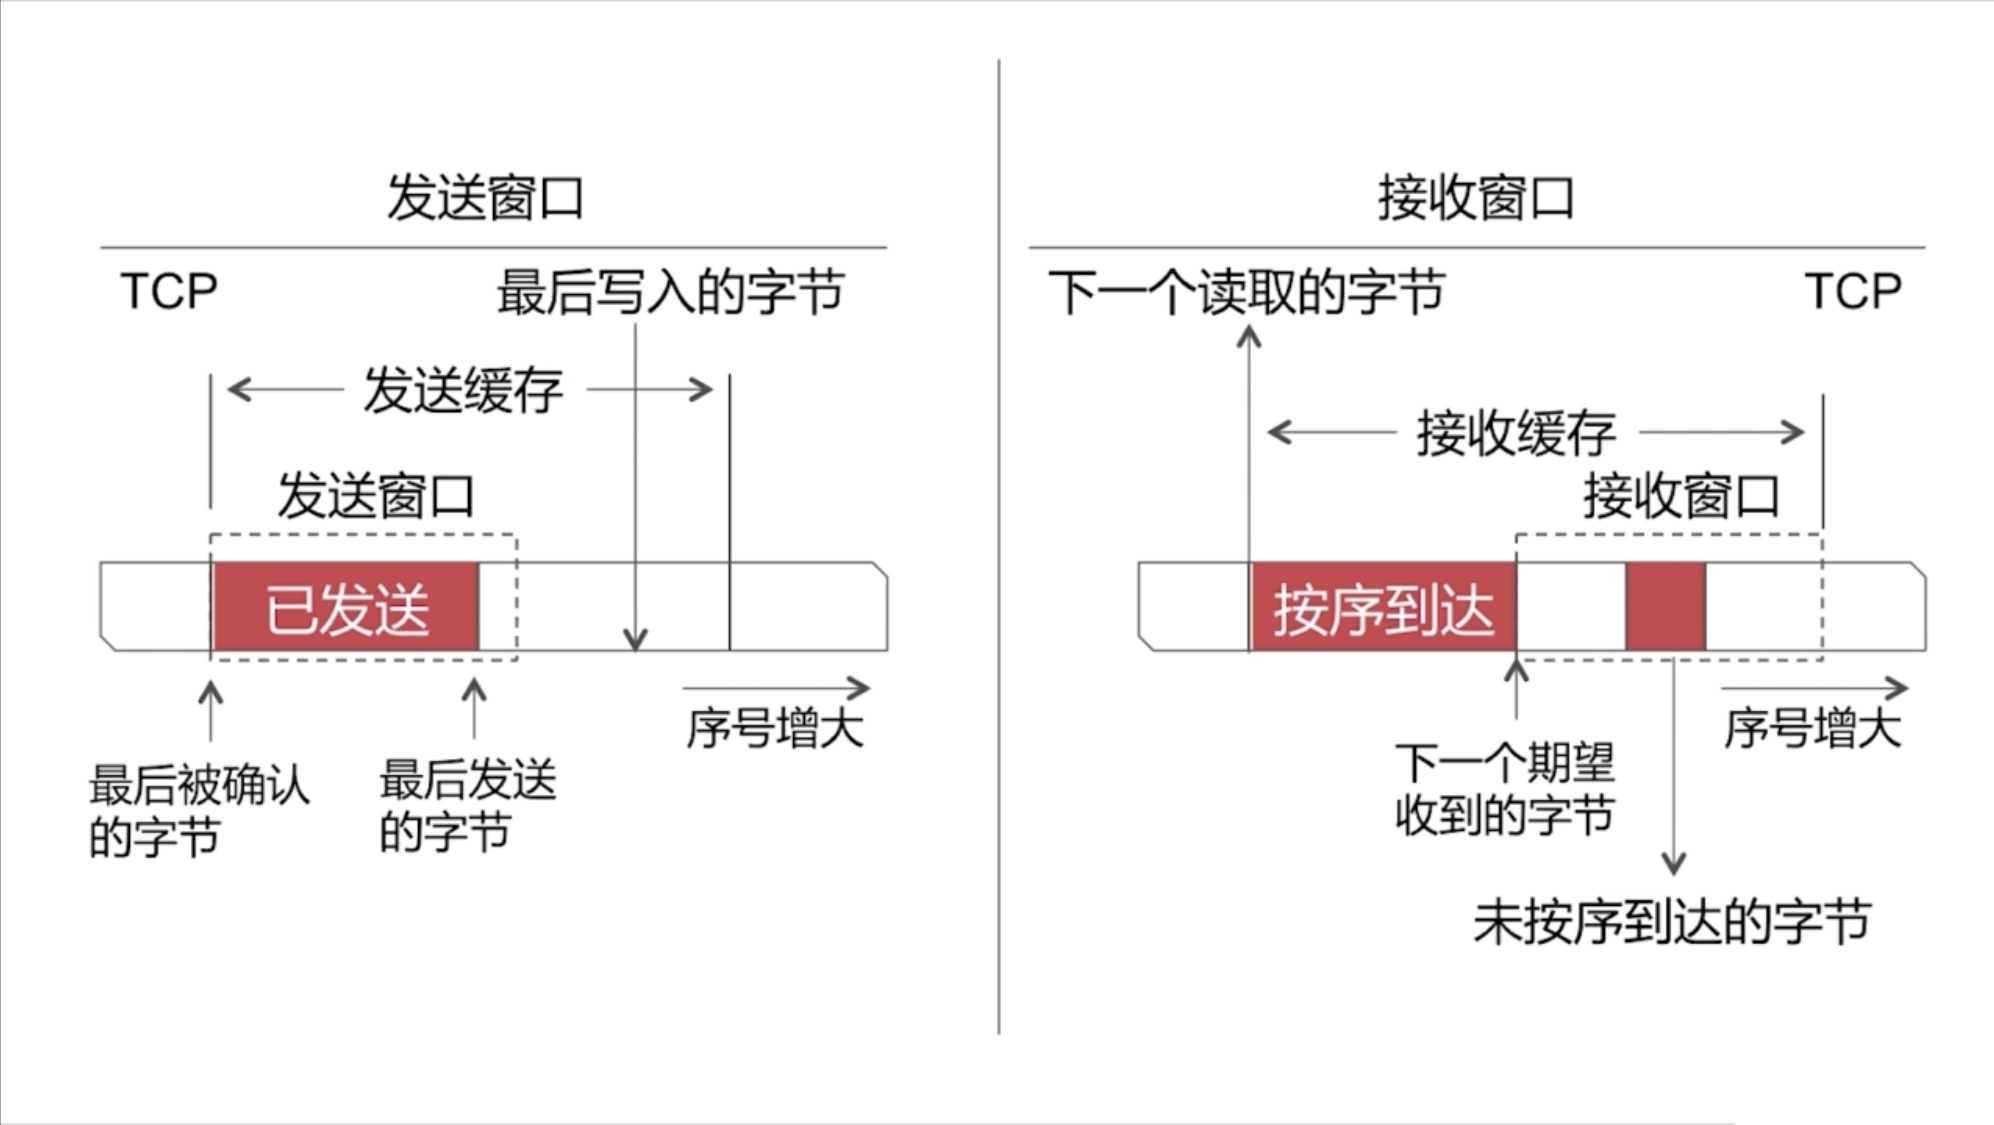 发送窗口
TCP
最后写入的字节
发送缓存
发送窗口
已发送
序号增大
最后被确认
的字节
最后发送
的字节
接收窗口
下一个读取的字节
TCP
接收缓存
接收窗口
按序到达
序号增大
下一个期望
收到的字节
未按序到达的字节